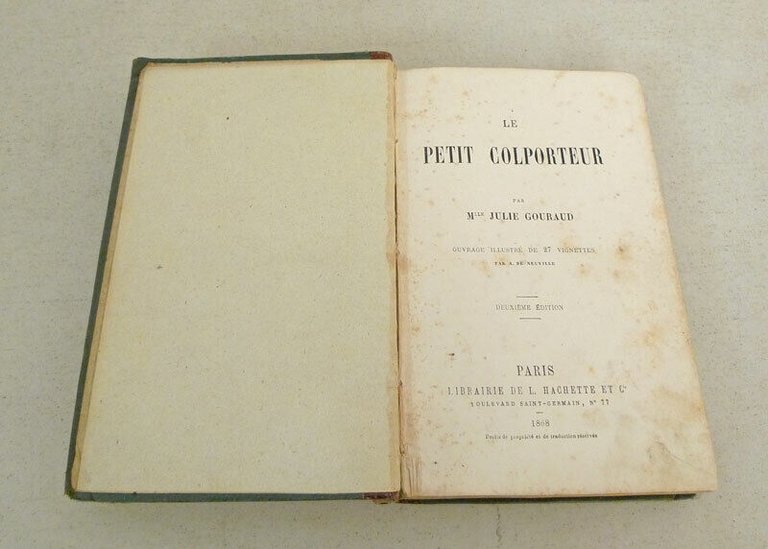 LE
PETIT COLPORTEUR
PAR
MLLE JULIE GOURAUD
OUVRAGE ILLUSTRÉ DE 27 VIGNETTES
PAR A. DE NEUVILLE
DEUXIÈME ÉDITION
PARIS
LIBRAIRIE DE L. HACHETTE ET Cie
BOULEVARD SAINT-GERMAIN, No 77
1868
Droits de propriété et de traduction réservés